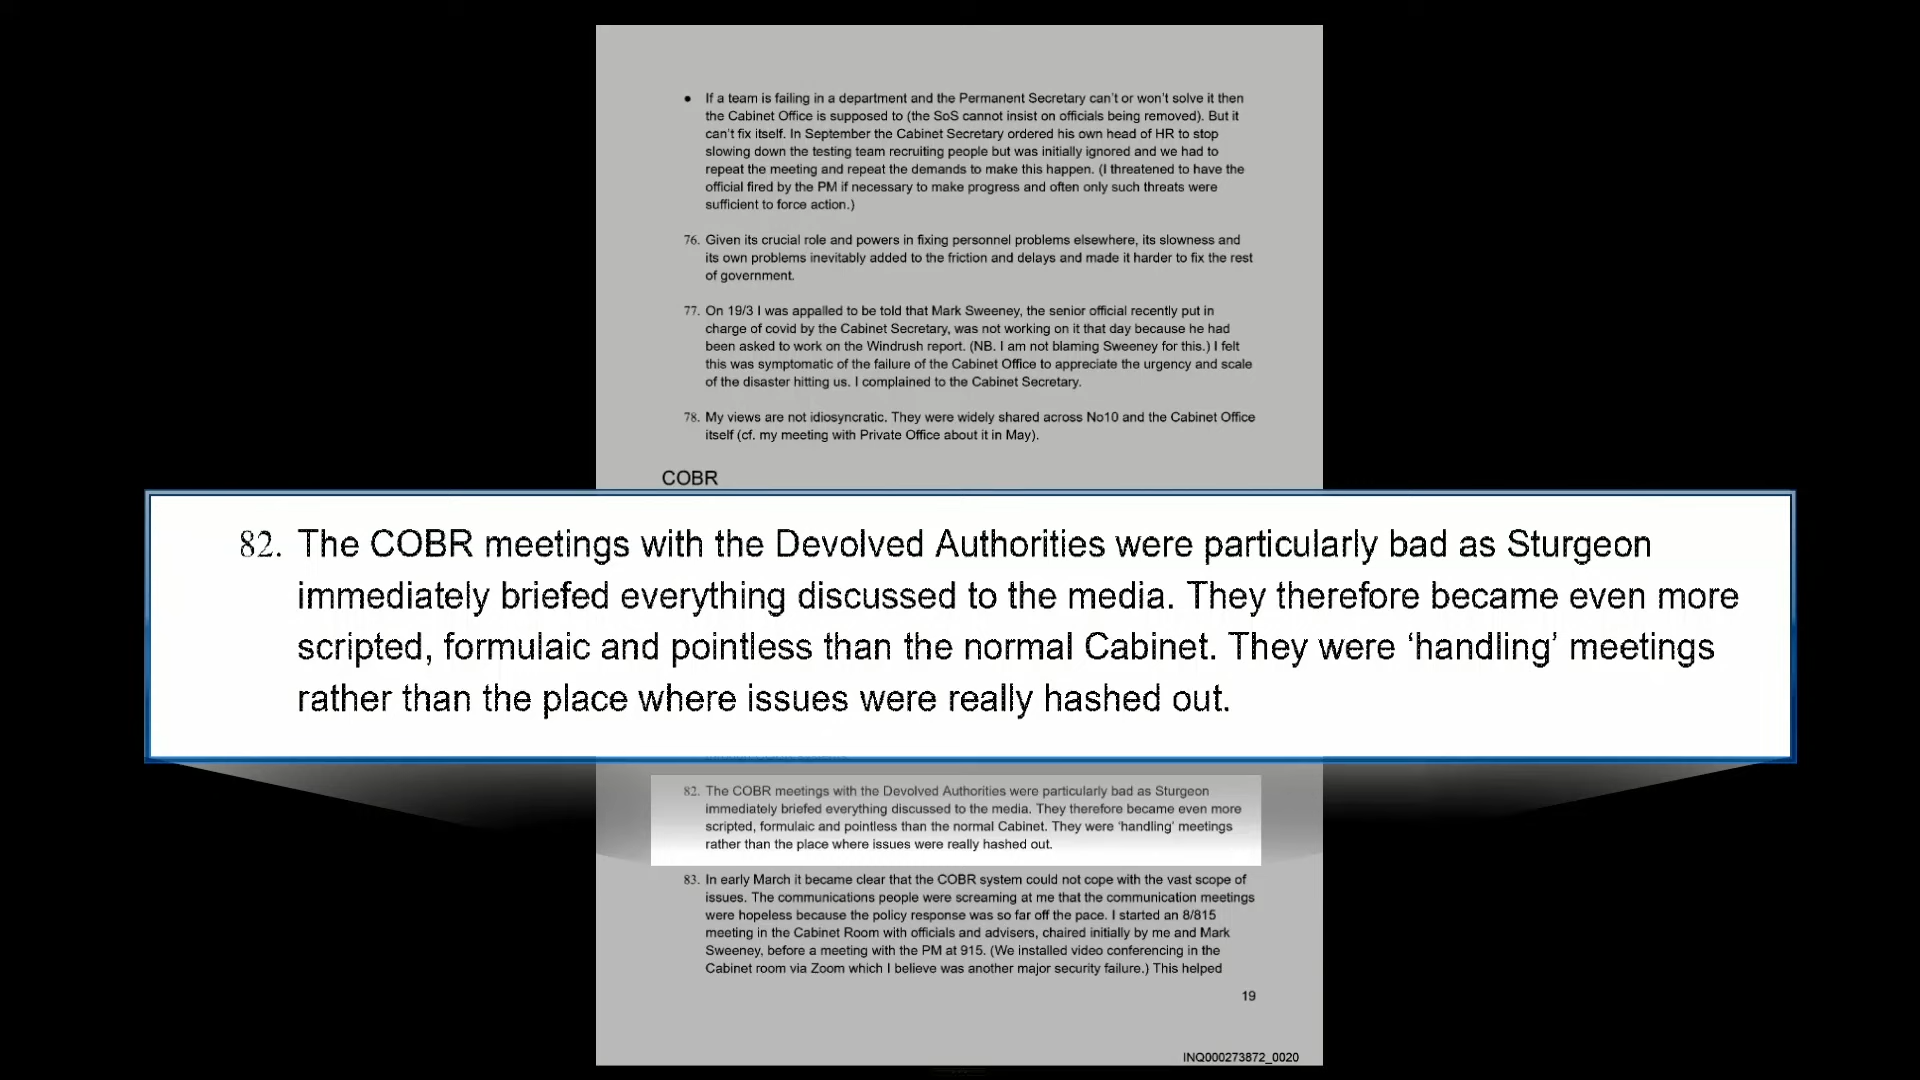 • If a team is failing in a department and the Permanent Secretary can't or won't solve it then
the Cabinet Office is supposed to (the SoS cannot insist on officials being removed). But it
can't fix itself. In September the Cabinet Secretary ordered his own head of HR to stop
slowing down the testing team recruiting people but was initially ignored and we had to
repeat the meeting and repeat the demands to make this happen. (I threatened to have the
official fired by the PM if necessary to make progress and often only such threats were
sufficient to force action.)
76. Given its crucial role and powers in fixing personnel problems elsewhere, its slowness and
its own problems inevitably added to the friction and delays and made it harder to fix the rest
of government.
77. On 19/3 I was appalled to be told that Mark Sweeney, the senior official recently put in
charge of covid by the Cabinet Secretary, was not working on it that day because he had
been asked to work on the Windrush report. (NB. I am not blaming Sweeney for this.) I felt
this was symptomatic of the failure of the Cabinet Office to appreciate the urgency and scale
of the disaster hitting us. I complained to the Cabinet Secretary.
78. My views are not idiosyncratic. They were widely shared across No10 and the Cabinet Office
itself (cf. my meeting with Private Office about it in May).
COBR
82. The COBR meetings with the Devolved Authorities were particularly bad as Sturgeon
immediately briefed everything discussed to the media. They therefore became even more
scripted, formulaic and pointless than the normal Cabinet. They were ‘handling’ meetings
rather than the place where issues were really hashed out.
82. The COBR meetings with the Devolved Authorities were particularly bad as Sturgeon
immediately briefed everything discussed to the media. They therefore became even more
scripted, formulaic and pointless than the normal Cabinet. They were ‘handling’ meetings
rather than the place where issues were really hashed out.
83. In early March it became clear that the COBR system could not cope with the vast scope of
issues. The communications people were screaming at me that the communication meetings
were hopeless because the policy response was so far off the pace. I started an 8/815
meeting in the Cabinet Room with officials and advisers, chaired initially by me and Mark
Sweeney, before a meeting with the PM at 915. (We installed video conferencing in the
Cabinet room via Zoom which I believe was another major security failure.) This helped
19
INQ000273872_0020